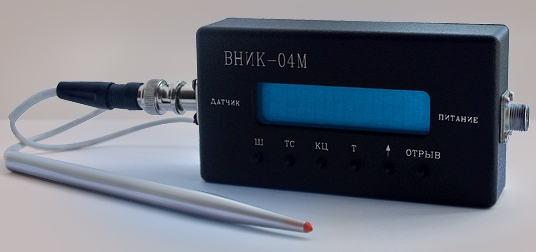 ВНИК-04М
ДАТЧИК
ПИТАНИЕ
Ш ТС КЦ Т ↑ ОТРЫВ